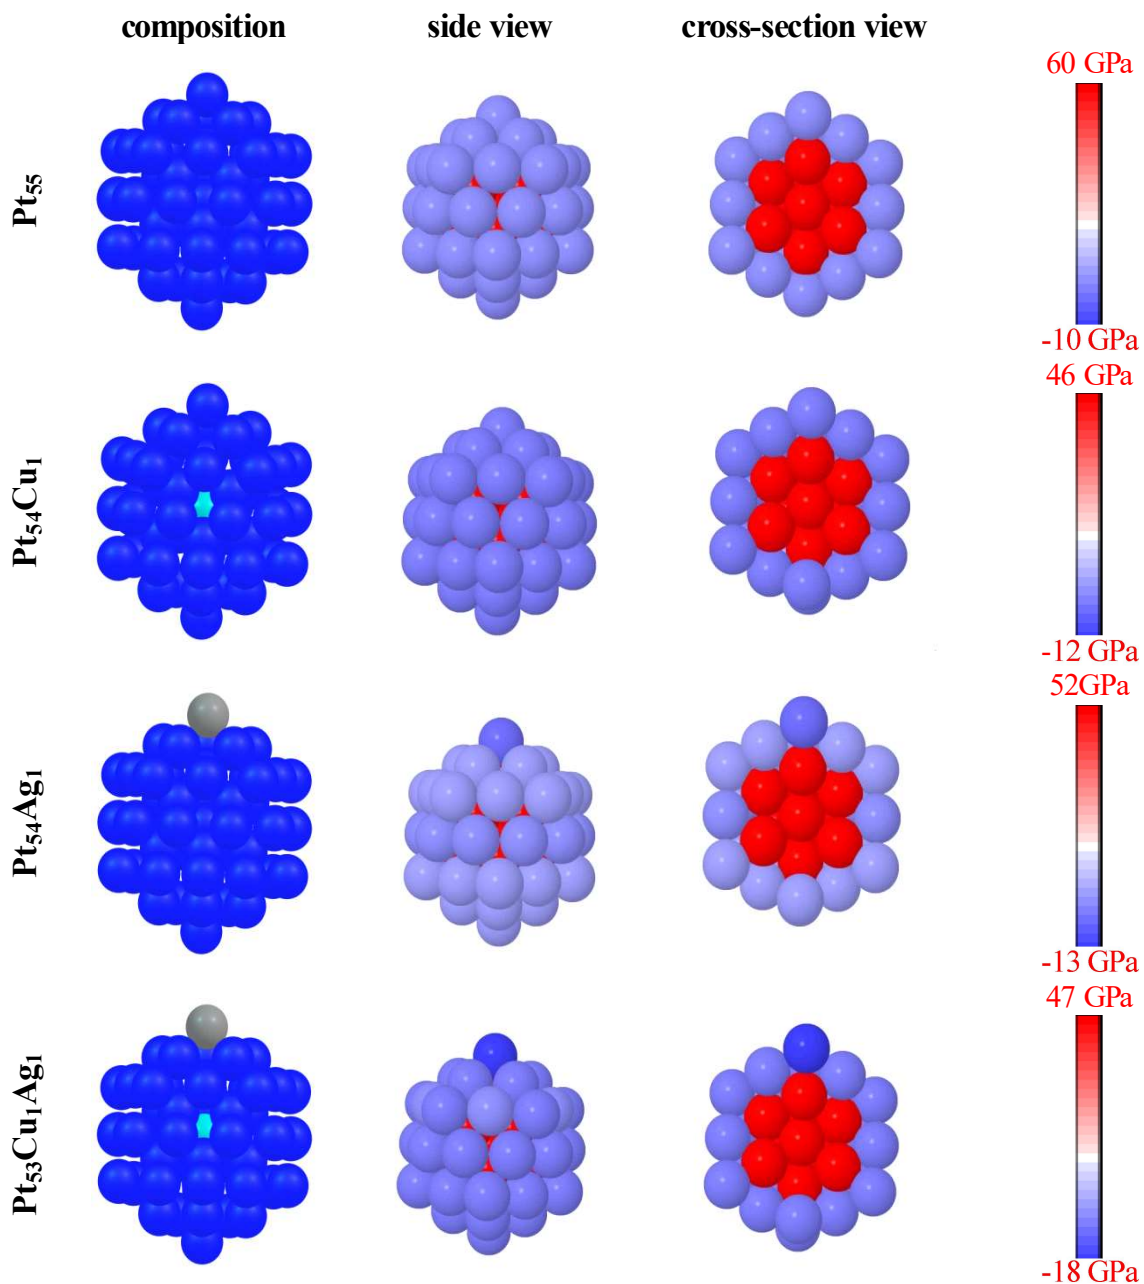 composition side view cross-section view
60 GPa
Pt₅₅
-10 GPa
46 GPa
Pt₅₄Cu₁
-12 GPa
52GPa
Pt₅₄Ag₁
-13 GPa
47 GPa
Pt₅₃Cu₁Ag₁
-18 GPa